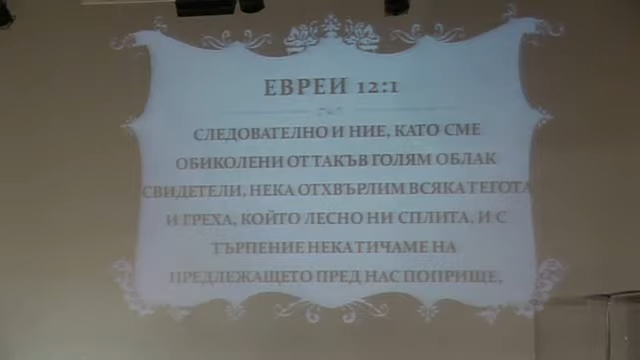 ЕВРЕИ 12:1
СЛЕДОВАТЕЛНО И НИЕ, КАТО СМЕ
ОБИКОЛЕНИ ОТ ТАКЪВ ГОЛЯМ ОБЛАК
СВИДЕТЕЛИ, НЕКА ОТХВЪРЛИМ ВСЯКА ТЕГОТА
И ГРЕХА, КОЙТО ЛЕСНО НИ СПЛИТА, И С
ТЪРПЕНИЕ НЕКА ТИЧАМЕ НА
ПРЕДЛЕЖАЩЕТО ПРЕД НАС ПОПРИЩЕ,